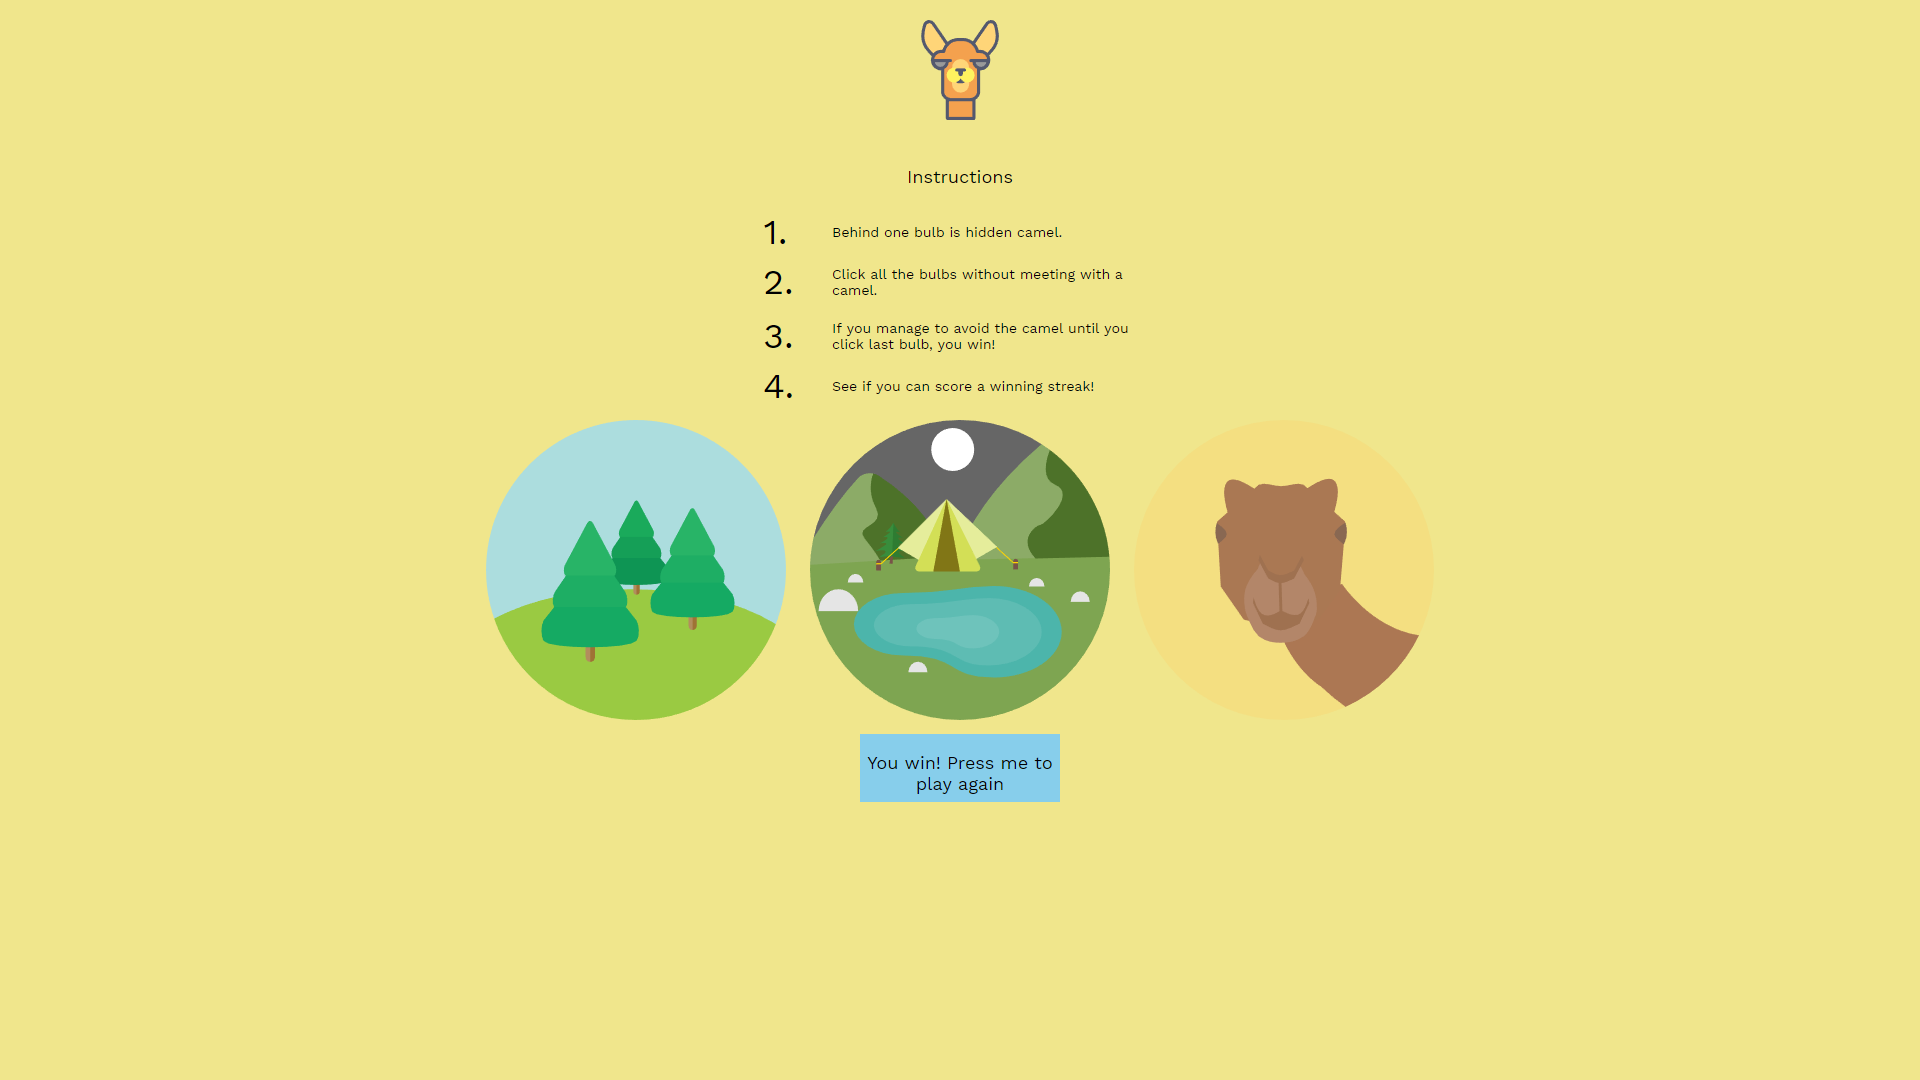 Instructions
1. Behind one bulb is hidden camel.
2. Click all the bulbs without meeting with a
camel.
3. If you manage to avoid the camel until you
click last bulb, you win!
4. See if you can score a winning streak!
You win! Press me to
play again